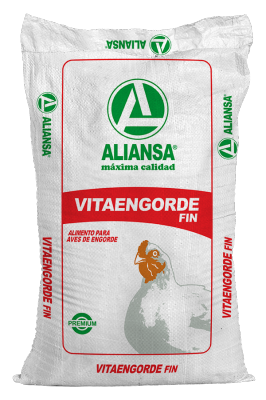 ALIANSA
ALIANSA
ALIANSA
ALIANSA®
máxima calidad
VITAENGORDE
FIN
ALIMENTO PARA
AVES DE ENGORDE
PREMIUM
VITAENGORDE FIN
VITAENGORDE FIN
VITAENGORDE FIN